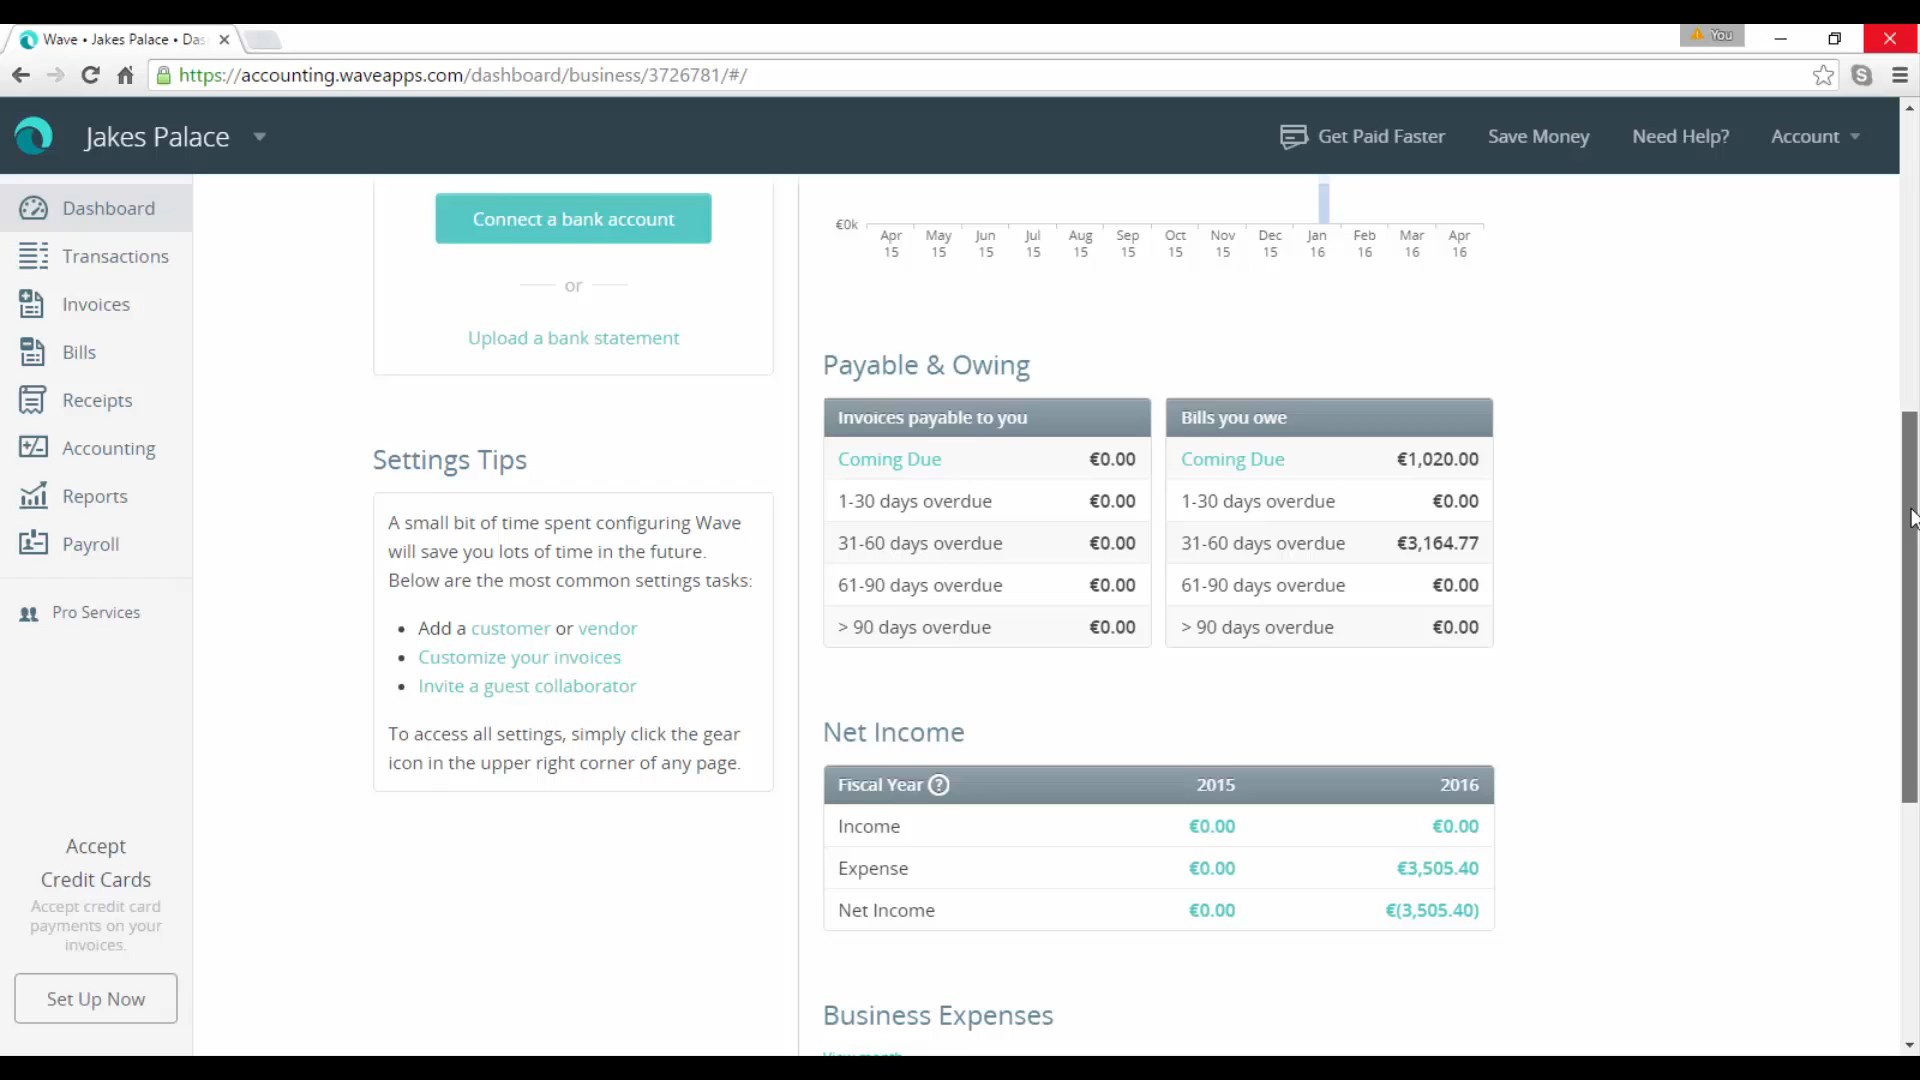 Wave • Jakes Palace • Das
You
https://accounting.waveapps.com/dashboard/business/3726781/#/
Jakes Palace
Get Paid Faster
Save Money
Need Help?
Account
Dashboard
Transactions
Invoices
Bills
Receipts
Accounting
Reports
Payroll
Pro Services
Accept
Credit Cards
Accept credit card
payments on your
invoices.
Set Up Now
Connect a bank account
or
Upload a bank statement
Settings Tips
A small bit of time spent configuring Wave
will save you lots of time in the future.
Below are the most common settings tasks:
• Add a customer or vendor
• Customize your invoices
• Invite a guest collaborator
To access all settings, simply click the gear
icon in the upper right corner of any page.
€0k
Apr May Jun Jul Aug Sep Oct Nov Dec Jan Feb Mar Apr
15 15 15 15 15 15 15 15 15 16 16 16 16
Payable & Owing
Invoices payable to you
Coming Due €0.00
1-30 days overdue €0.00
31-60 days overdue €0.00
61-90 days overdue €0.00
> 90 days overdue €0.00
Bills you owe
Coming Due €1,020.00
1-30 days overdue €0.00
31-60 days overdue €3,164.77
61-90 days overdue €0.00
> 90 days overdue €0.00
Net Income
Fiscal Year ? 2015 2016
Income €0.00 €0.00
Expense €0.00 €3,505.40
Net Income €0.00 €(3,505.40)
Business Expenses